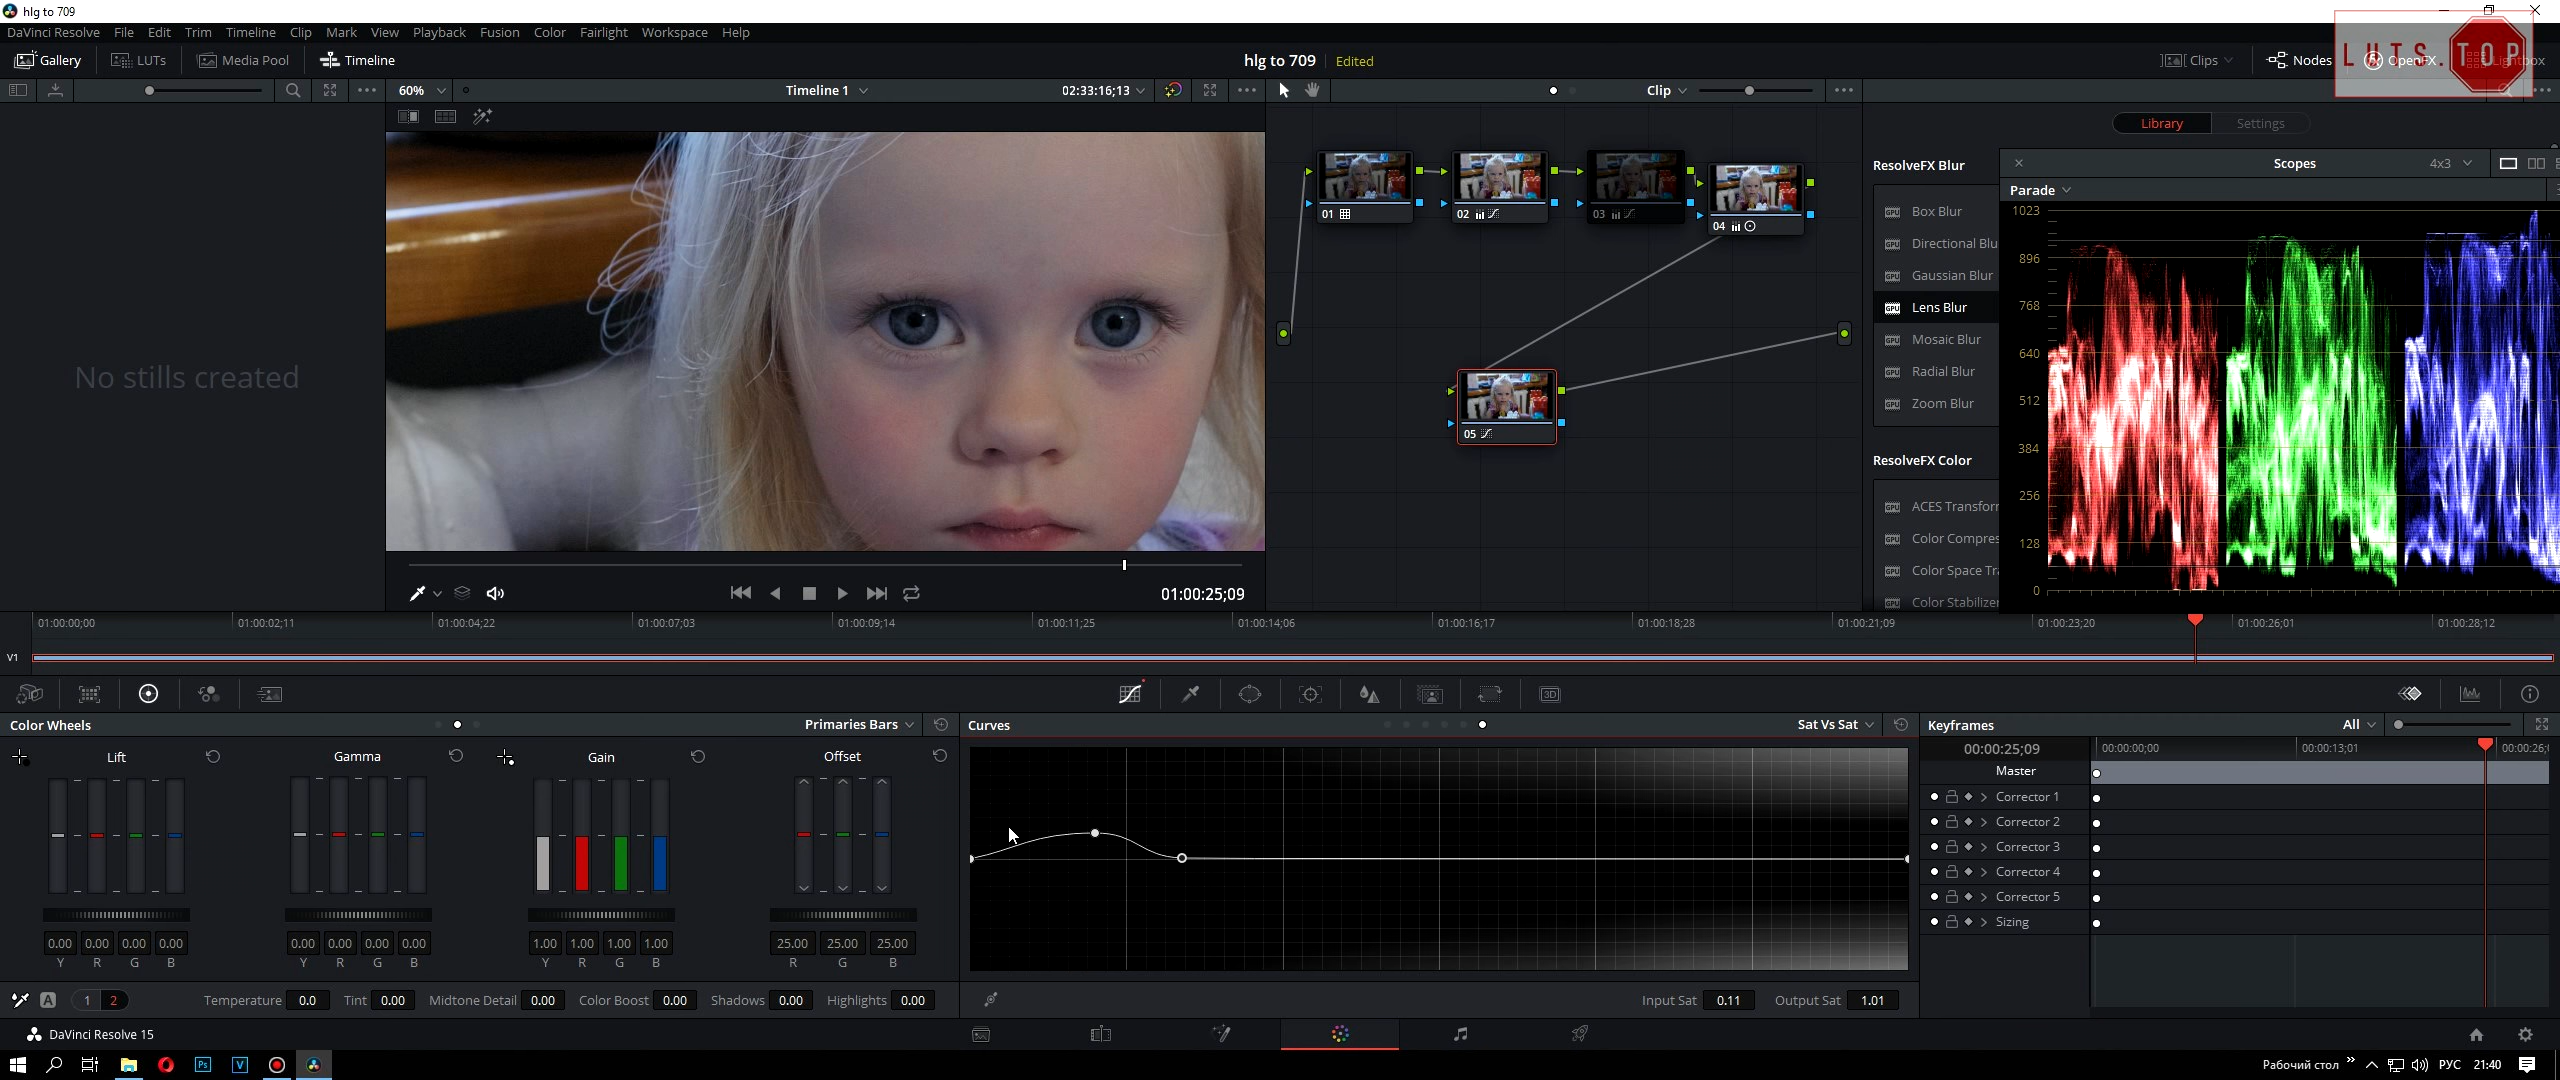 hlg to 709
DaVinci Resolve File Edit Trim Timeline Clip Mark View Playback Fusion Color Fairlight Workspace Help
Gallery LUTs Media Pool Timeline hlg to 709 Edited Clips Nodes OpenFX Lightbox
LUTS.TOP
60% Timeline 1 02:33:16;13 Clip
Library Settings
No stills created
01
02
03
04
05
ResolveFX Blur
Box Blur
Directional Blu
Gaussian Blur
Lens Blur
Mosaic Blur
Radial Blur
Zoom Blur
ResolveFX Color
ACES Transforr
Color Compres
Color Space Tra
Color Stabilizer
Scopes 4x3
Parade
1023
896
768
640
512
384
256
128
0
01:00:25;09
01:00:00;00 01:00:02;11 01:00:04;22 01:00:07;03 01:00:09;14 01:00:11;25 01:00:14;06 01:00:16;17 01:00:18;28 01:00:21;09 01:00:23;20 01:00:26;01 01:00:28;12
V1
3D
Color Wheels Primaries Bars
Lift Gamma Gain Offset
0.00 0.00 0.00 0.00 0.00 0.00 0.00 0.00 1.00 1.00 1.00 1.00 25.00 25.00 25.00
Y R G B Y R G B Y R G B R G B
A 1 2 Temperature 0.0 Tint 0.00 Midtone Detail 0.00 Color Boost 0.00 Shadows 0.00 Highlights 0.00
Curves Sat Vs Sat
Input Sat 0.11 Output Sat 1.01
Keyframes All
00:00:25;09 00:00:00;00 00:00:13;01 00:00:26;
Master
Corrector 1
Corrector 2
Corrector 3
Corrector 4
Corrector 5
Sizing
DaVinci Resolve 15
Ps V Рабочий стол РУС 21:40